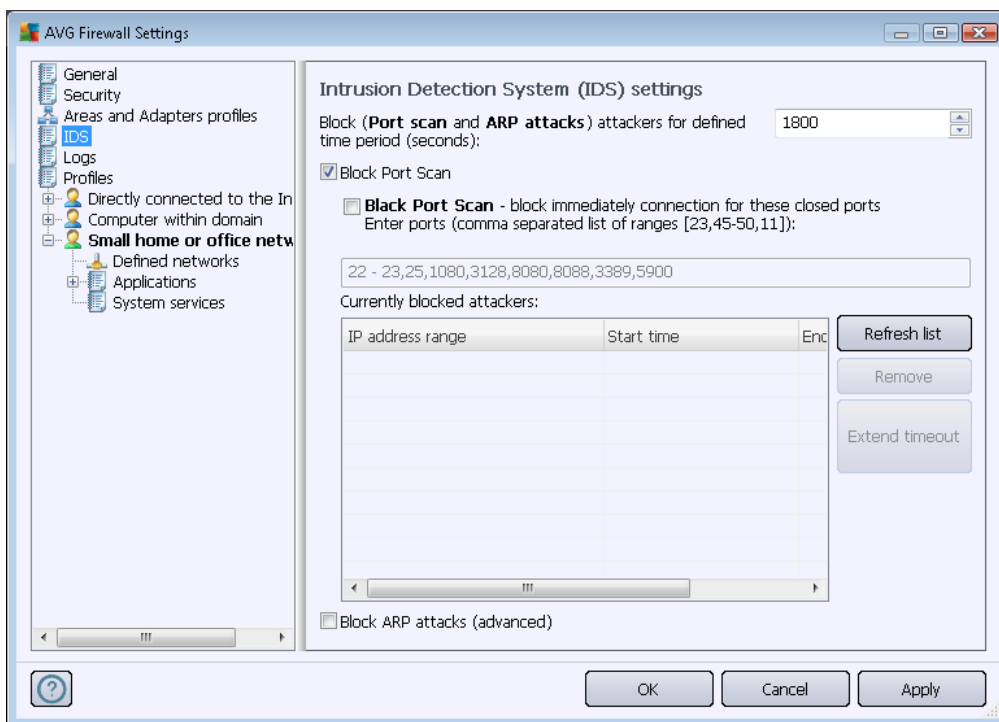 AVG Firewall Settings
General
Security
Areas and Adapters profiles
IDS
Logs
Profiles
Directly connected to the In
Computer within domain
Small home or office netw
Defined networks
Applications
System services
Intrusion Detection System (IDS) settings
Block (Port scan and ARP attacks) attackers for defined
time period (seconds):
1800
Block Port Scan
Black Port Scan - block immediately connection for these closed ports
Enter ports (comma separated list of ranges [23,45-50,11]):
22 - 23,25,1080,3128,8080,8088,3389,5900
Currently blocked attackers:
IP address range Start time Enc
Refresh list
Remove
Extend timeout
Block ARP attacks (advanced)
OK Cancel Apply